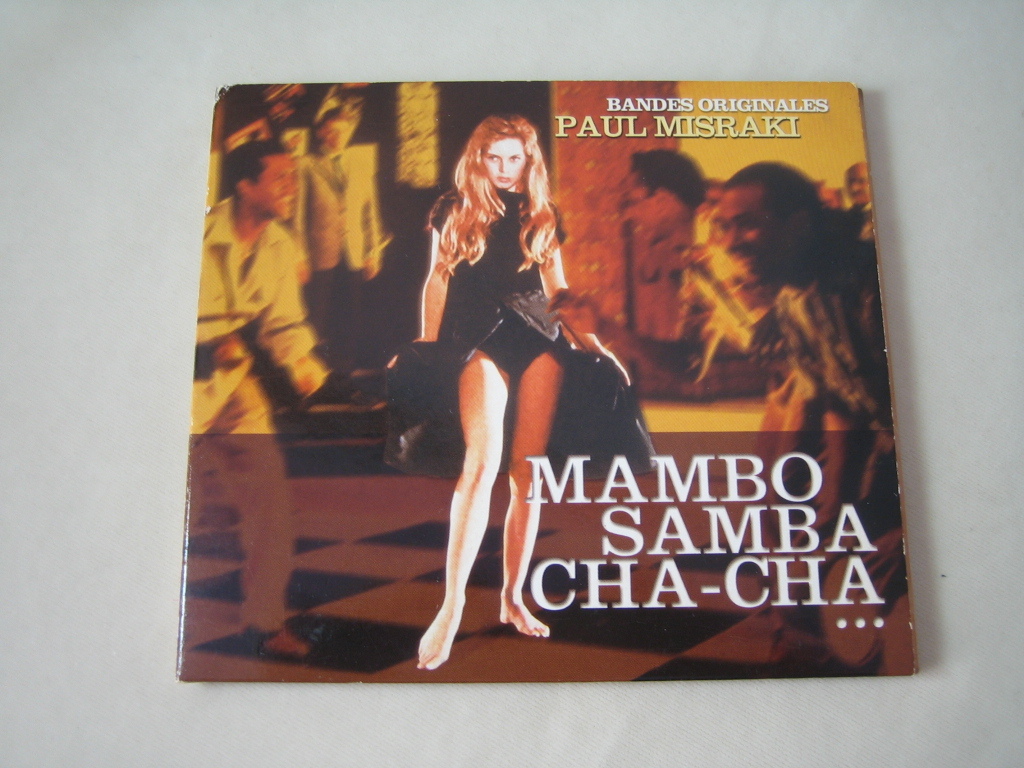 BANDES ORIGINALES
PAUL MISRAKI
MAMBO
SAMBA
CHA-CHA
...